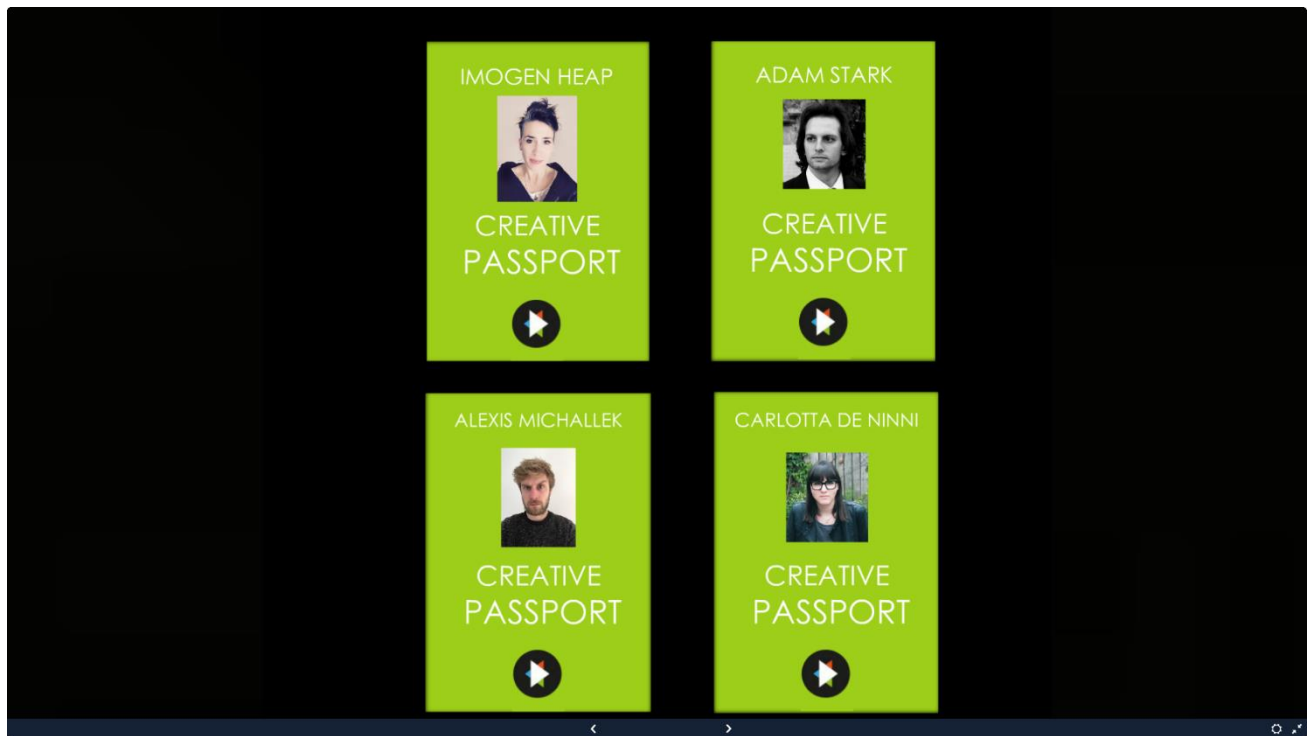 IMOGEN HEAP
CREATIVE
PASSPORT
ADAM STARK
CREATIVE
PASSPORT
ALEXIS MICHALLEK
CREATIVE
PASSPORT
CARLOTTA DE NINNI
CREATIVE
PASSPORT